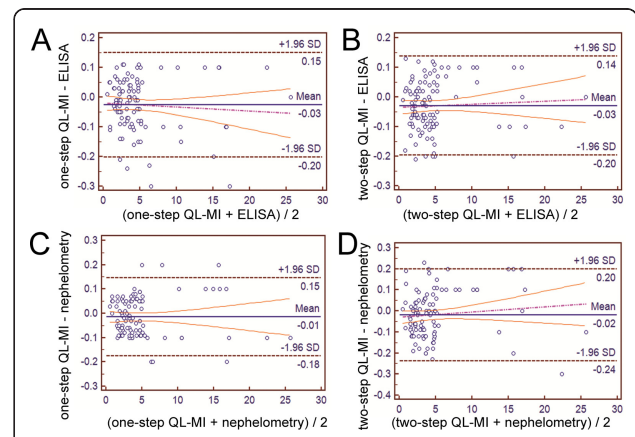 A
one-step QL-MI - ELISA
0.2
0.1
0.0
-0.1
-0.2
-0.3
+1.96 SD
0.15
Mean
-0.03
-1.96 SD
-0.20
0 5 10 15 20 25 30
(one-step QL-MI + ELISA) / 2
B
two-step QL-MI - ELISA
0.2
0.1
0.0
-0.1
-0.2
-0.3
+1.96 SD
0.14
Mean
-0.03
-1.96 SD
-0.20
0 5 10 15 20 25 30
(two-step QL-MI + ELISA) / 2
C
one-step QL-MI - nephelometry
0.3
0.2
0.1
0.0
-0.1
-0.2
-0.3
+1.96 SD
0.15
Mean
-0.01
-1.96 SD
-0.18
0 5 10 15 20 25 30
(one-step QL-MI + nephelometry) / 2
D
two-step QL-MI - nephelometry
0.3
0.2
0.1
0.0
-0.1
-0.2
-0.3
-0.4
+1.96 SD
0.20
Mean
-0.02
-1.96 SD
-0.24
0 5 10 15 20 25 30
(two-step QL-MI + nephelometry) / 2